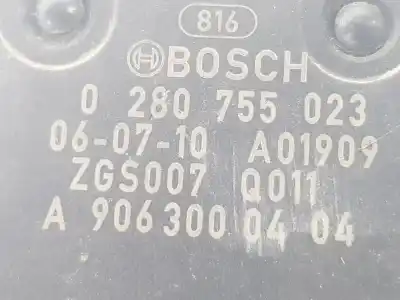 816
BOSCH
0 280 755 023
06-07-10 A01909
ZGS007 Q011
A 906 300 04 04